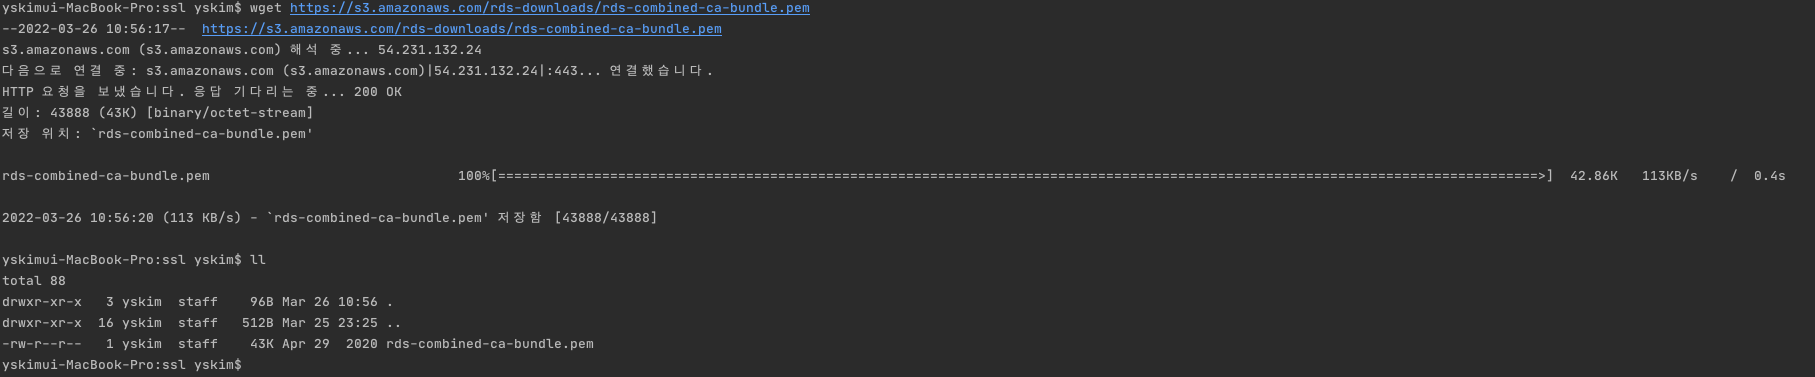 yskimui-MacBook-Pro:ssl yskim$ wget https://s3.amazonaws.com/rds-downloads/rds-combined-ca-bundle.pem
--2022-03-26 10:56:17--  https://s3.amazonaws.com/rds-downloads/rds-combined-ca-bundle.pem
s3.amazonaws.com (s3.amazonaws.com) 해석 중... 54.231.132.24
다음으로 연결 중: s3.amazonaws.com (s3.amazonaws.com)|54.231.132.24|:443... 연결했습니다.
HTTP 요청을 보냈습니다. 응답 기다리는 중... 200 OK
길이: 43888 (43K) [binary/octet-stream]
저장 위치: `rds-combined-ca-bundle.pem'
rds-combined-ca-bundle.pem 100%[==================================================================================================================================>] 42.86K 113KB/s / 0.4s
2022-03-26 10:56:20 (113 KB/s) - `rds-combined-ca-bundle.pem' 저장함 [43888/43888]
yskimui-MacBook-Pro:ssl yskim$ ll
total 88
drwxr-xr-x   3 yskim  staff    96B Mar 26 10:56 .
drwxr-xr-x  16 yskim  staff   512B Mar 25 23:25 ..
-rw-r--r--   1 yskim  staff    43K Apr 29  2020 rds-combined-ca-bundle.pem
yskimui-MacBook-Pro:ssl yskim$